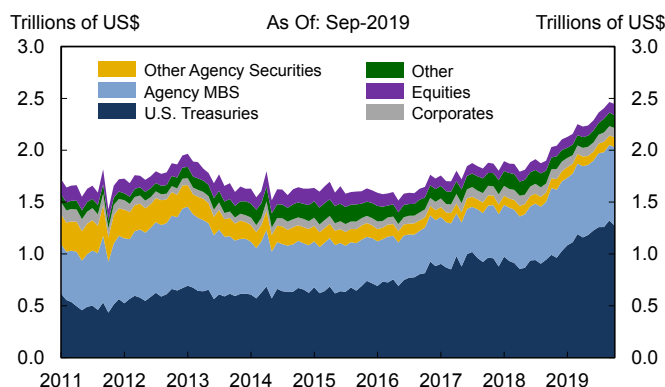 Trillions of US$ As Of: Sep-2019 Trillions of US$
3.0 3.0
Other Agency Securities Other
2.5 2.5
Agency MBS Equities
U.S. Treasuries Corporates
2.0 2.0
1.5 1.5
1.0 1.0
0.5 0.5
0.0 0.0
2011 2012 2013 2014 2015 2016 2017 2018 2019